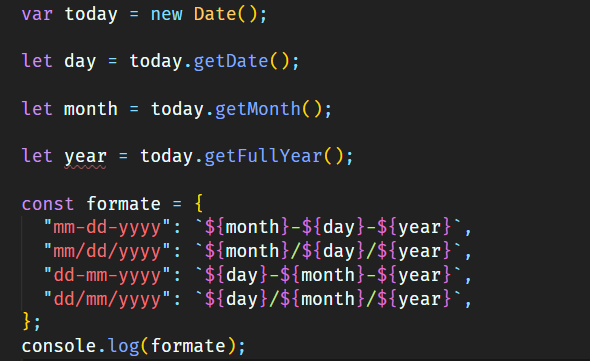 var today = new Date();
let day = today.getDate();
let month = today.getMonth();
let year = today.getFullYear();
const formate = {
  "mm-dd-yyyy": `${month}-${day}-${year}`,
  "mm/dd/yyyy": `${month}/${day}/${year}`,
  "dd-mm-yyyy": `${day}-${month}-${year}`,
  "dd/mm/yyyy": `${day}/${month}/${year}`,
};
console.log(formate);